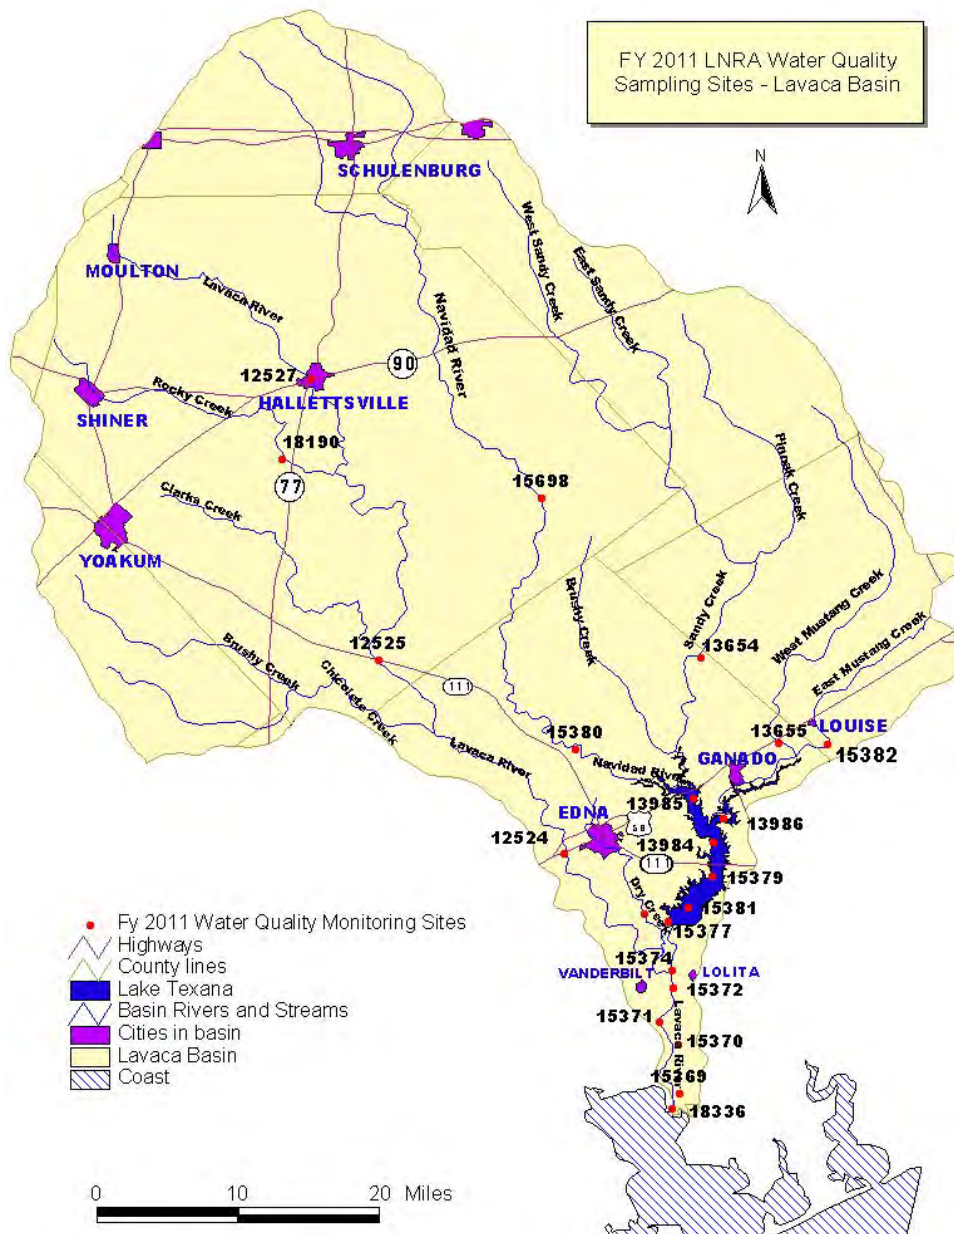 FY 2011 LNRA Water Quality
Sampling Sites - Lavaca Basin
N
SCHULENBURG
MOULTON
Lavaca River
Navidad River
West Sandy Creek
East Sandy Creek
90
12527
HALLETTSVILLE
Rocky Creek
SHINER
18190
77
Clarks Creek
15698
Pinoak Creek
YOAKUM
Brushy Creek
Sandy Creek
West Mustang Creek
East Mustang Creek
12525
13654
Brushy Creek
Chicolete Creek
111
Lavaca River
15380
Navidad River
13655
LOUISE
15382
GANADO
13985
EDNA
13986
12524
13984
111
15379
Dry Creek
15381
15377
15374
VANDERBILT
LOLITA
15372
15371
Lavaca River
15370
15369
18336
Fy 2011 Water Quality Monitoring Sites
Highways
County lines
Lake Texana
Basin Rivers and Streams
Cities in basin
Lavaca Basin
Coast
0 10 20 Miles